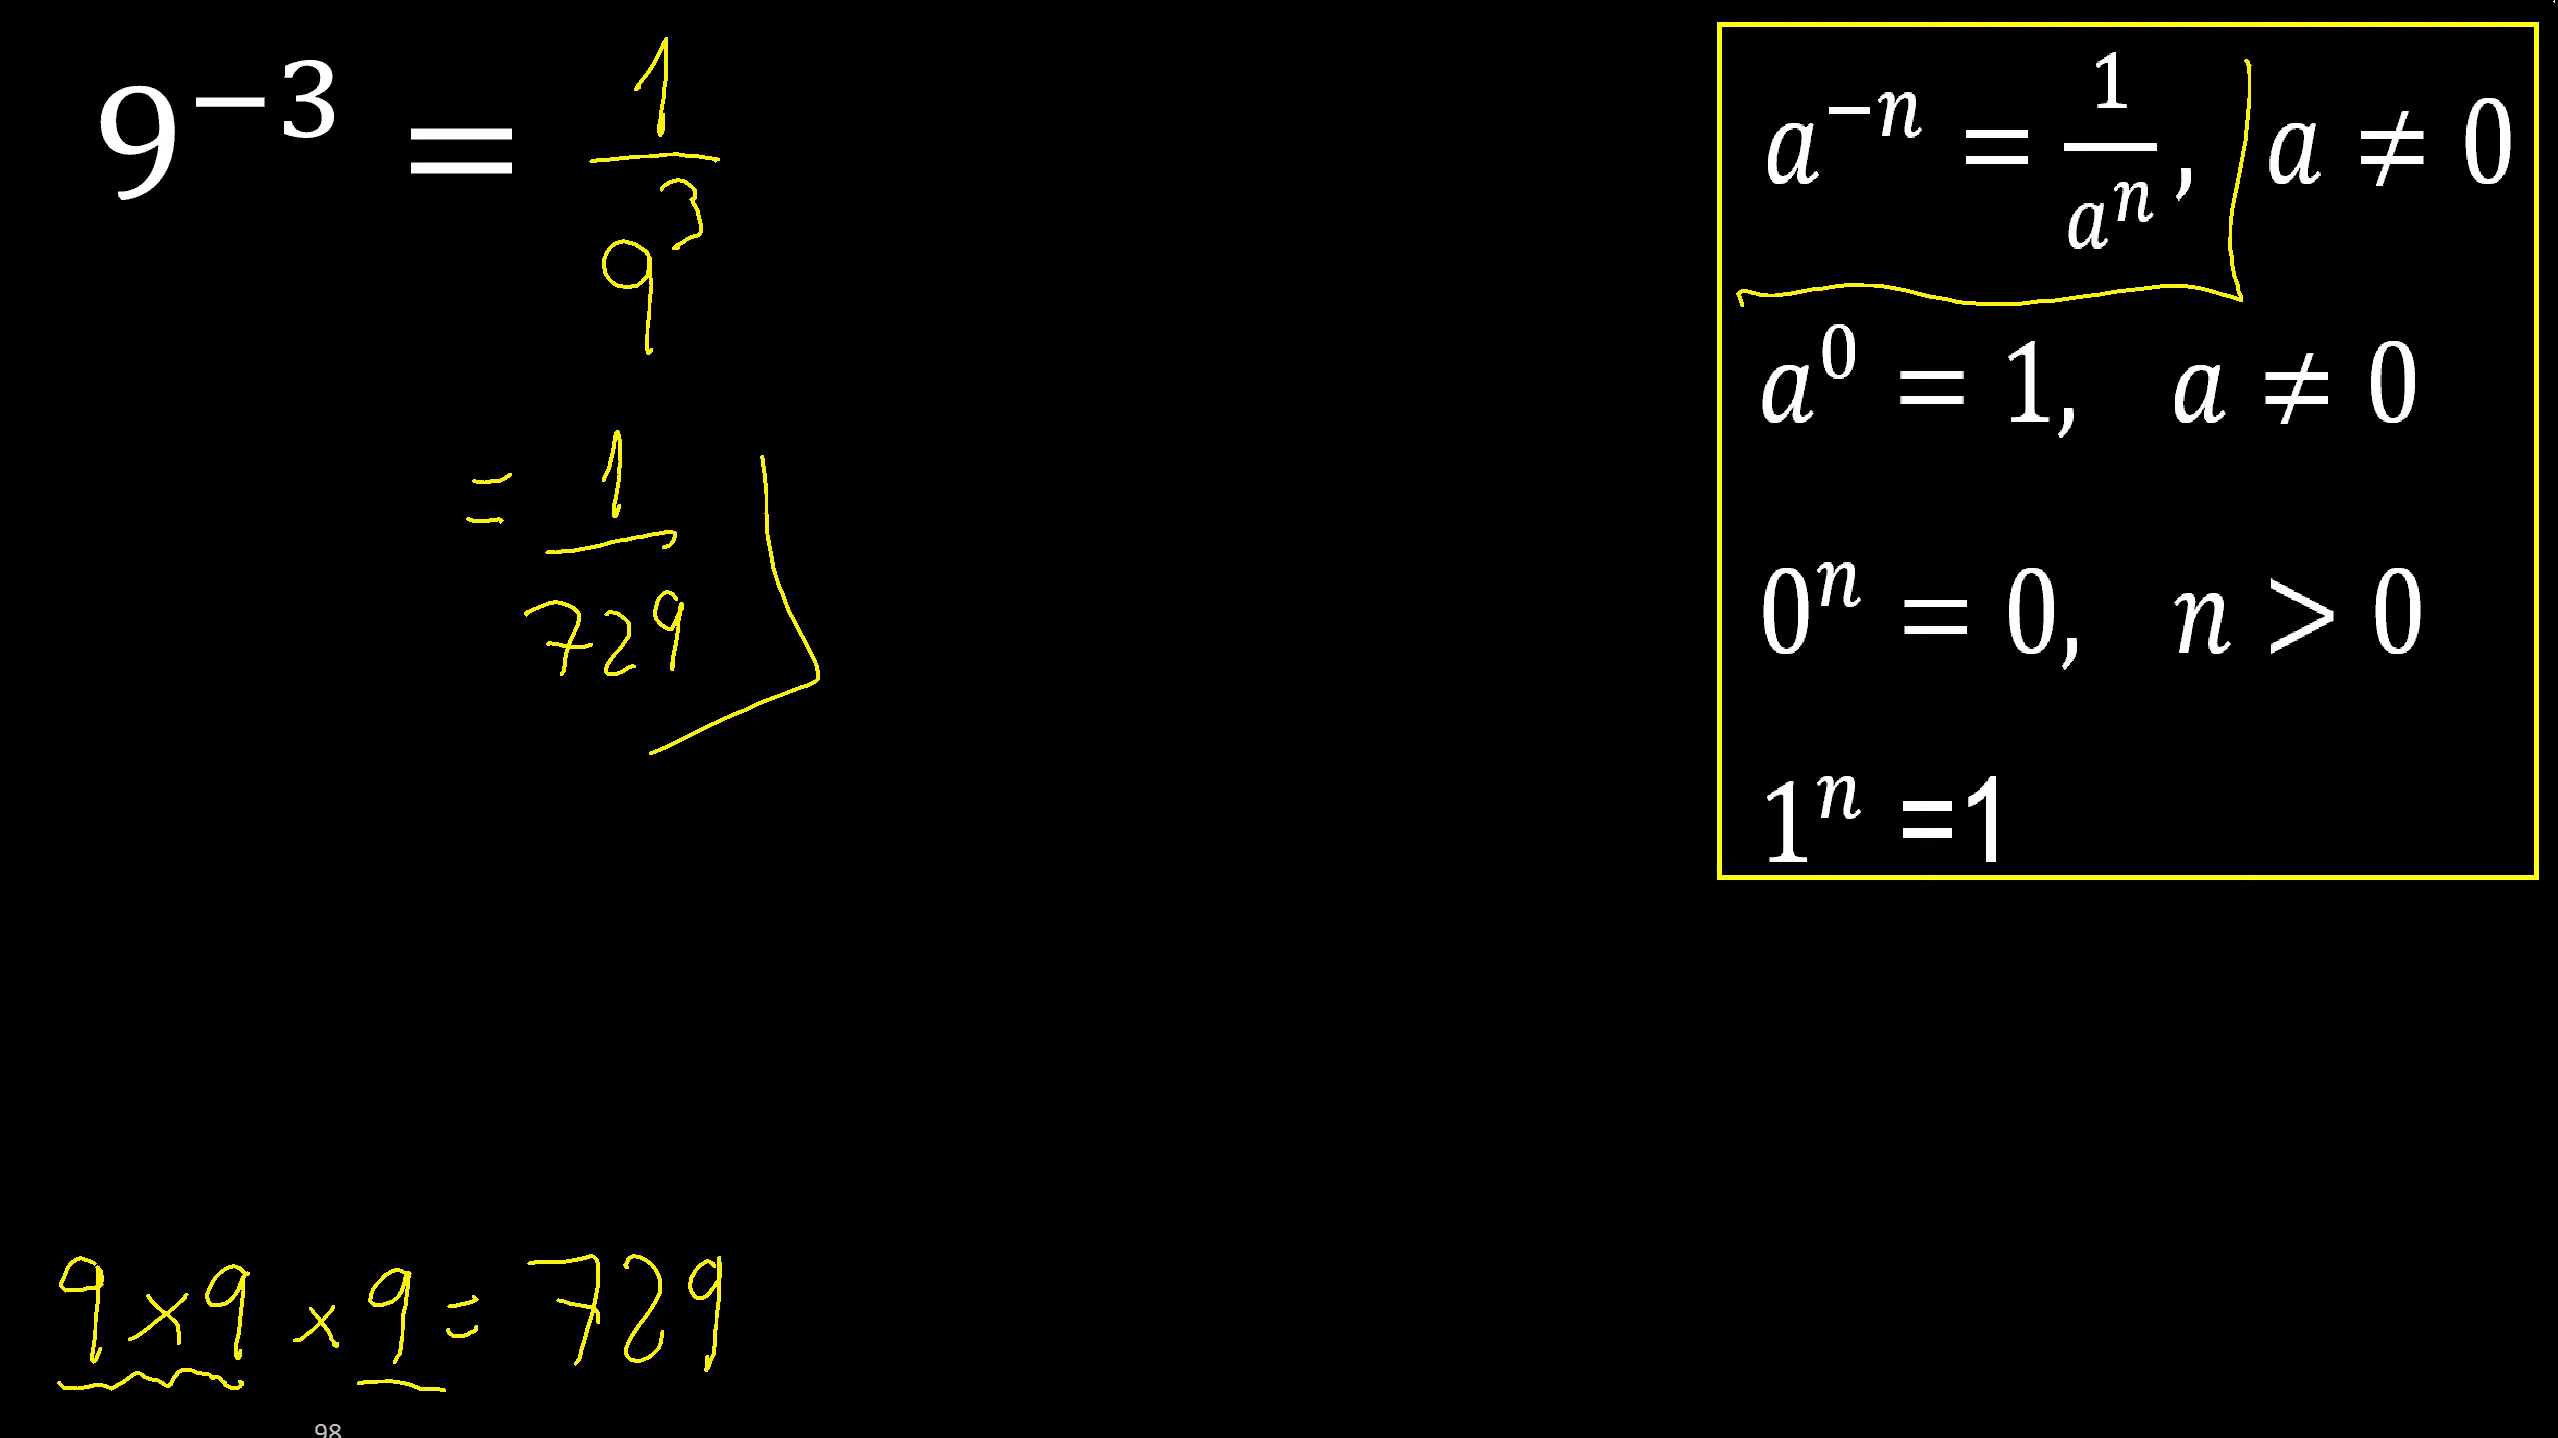 9⁻³ = 1/9³
= 1/729
a⁻ⁿ = 1/aⁿ, a ≠ 0
a⁰ = 1, a ≠ 0
0ⁿ = 0, n > 0
1ⁿ =1
9×9 × 9 = 729
98